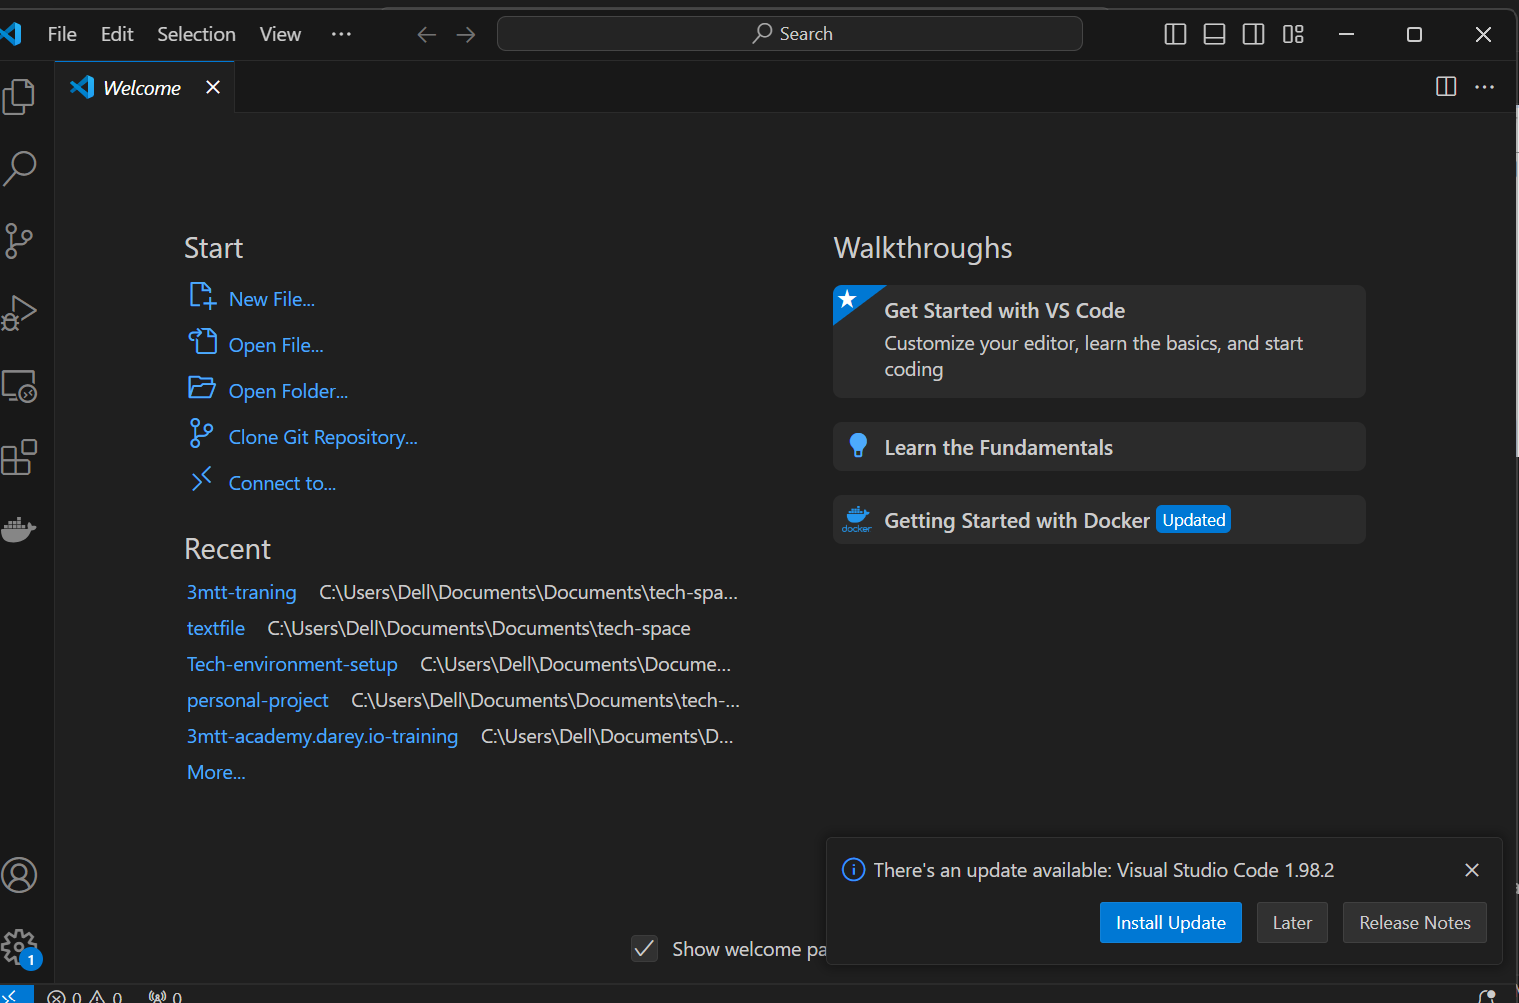 File Edit Selection View ··· Search
Welcome
Start
New File...
Open File...
Open Folder...
Clone Git Repository...
Connect to...
Recent
3mtt-traning C:\Users\Dell\Documents\Documents\tech-spa...
textfile C:\Users\Dell\Documents\Documents\tech-space
Tech-environment-setup C:\Users\Dell\Documents\Docume...
personal-project C:\Users\Dell\Documents\Documents\tech-...
3mtt-academy.darey.io-training C:\Users\Dell\Documents\D...
More...
Walkthroughs
Get Started with VS Code
Customize your editor, learn the basics, and start
coding
Learn the Fundamentals
docker Getting Started with Docker Updated
There's an update available: Visual Studio Code 1.98.2
Install Update Later Release Notes
Show welcome pa
1
0 0 0